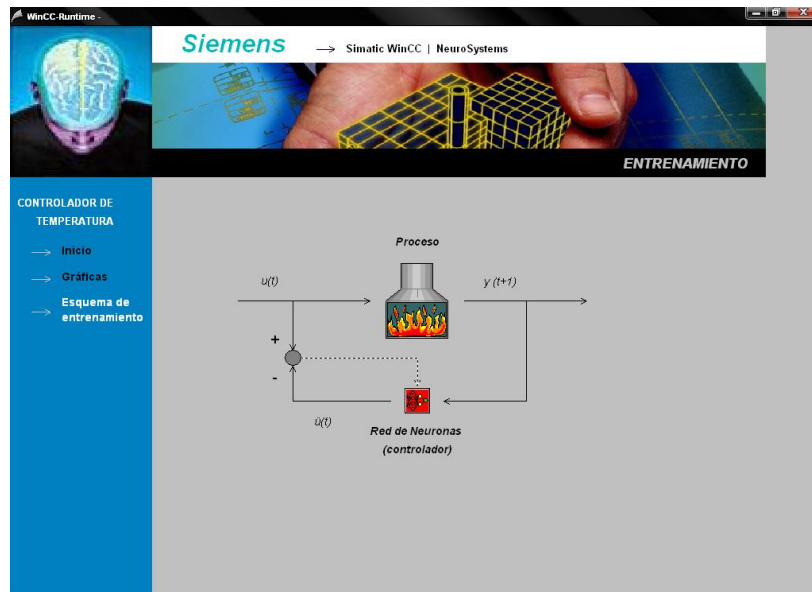 WinCC-Runtime -
Siemens
Simatic WinCC | NeuroSystems
ENTRENAMIENTO
CONTROLADOR DE
TEMPERATURA
Inicio
Gráficas
Esquema de
entrenamiento
Proceso
u(t)
y (t+1)
+
-
û(t)
Red de Neuronas
(controlador)